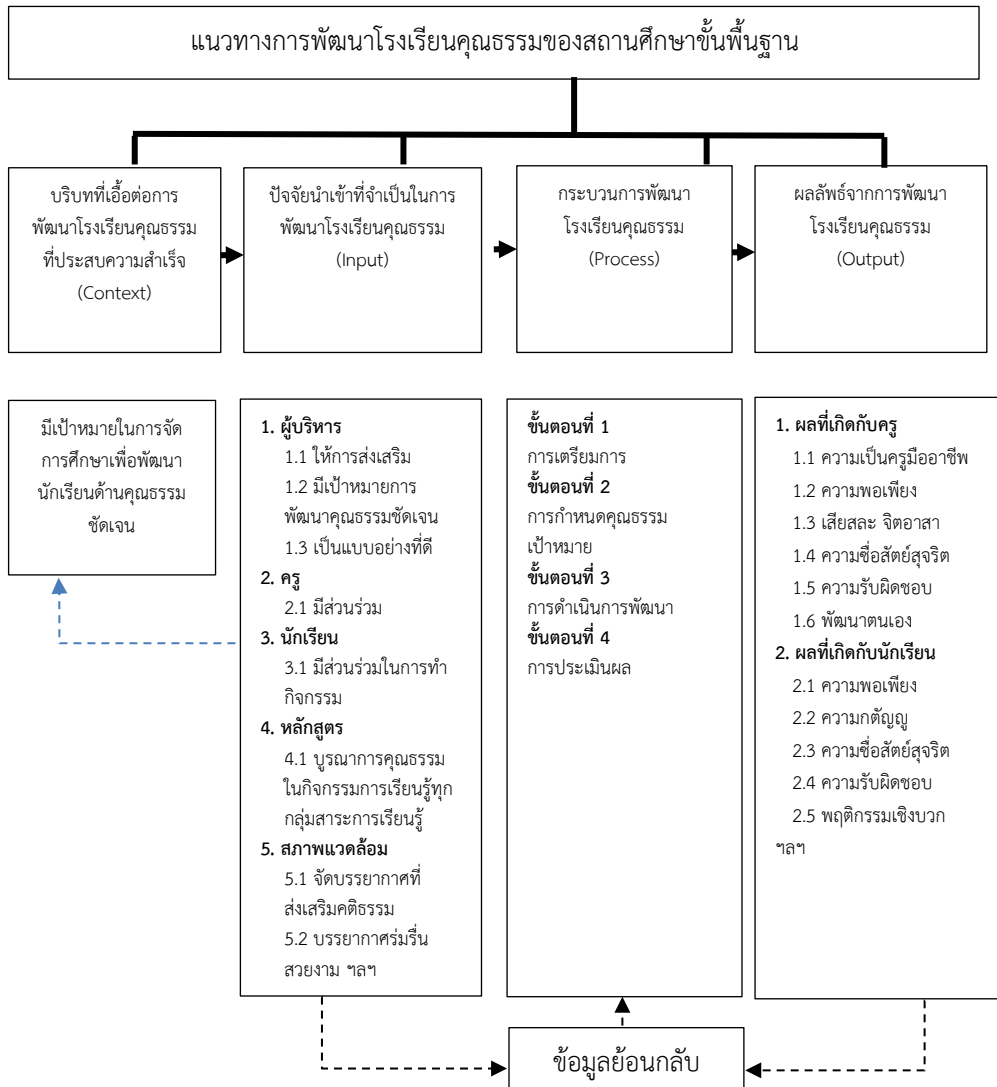 แนวทางการพัฒนาโรงเรียนคุณธรรมของสถานศึกษาขั้นพื้นฐาน
บริบทที่เอื้อต่อการ
พัฒนาโรงเรียนคุณธรรม
ที่ประสบความสำเร็จ
(Context)
ปัจจัยนำเข้าที่จำเป็นในการ
พัฒนาโรงเรียนคุณธรรม
(Input)
กระบวนการพัฒนา
โรงเรียนคุณธรรม
(Process)
ผลลัพธ์จากการพัฒนา
โรงเรียนคุณธรรม
(Output)
มีเป้าหมายในการจัด
การศึกษาเพื่อพัฒนา
นักเรียนด้านคุณธรรม
ชัดเจน
1. ผู้บริหาร
1.1 ให้การส่งเสริม
1.2 มีเป้าหมายการ
พัฒนาคุณธรรมชัดเจน
1.3 เป็นแบบอย่างที่ดี
2. ครู
2.1 มีส่วนร่วม
3. นักเรียน
3.1 มีส่วนร่วมในการทำ
กิจกรรม
4. หลักสูตร
4.1 บูรณาการคุณธรรม
ในกิจกรรมการเรียนรู้ทุก
กลุ่มสาระการเรียนรู้
5. สภาพแวดล้อม
5.1 จัดบรรยากาศที่
ส่งเสริมคติธรรม
5.2 บรรยากาศร่มรื่น
สวยงาม ฯลฯ
ขั้นตอนที่ 1
การเตรียมการ
ขั้นตอนที่ 2
การกำหนดคุณธรรม
เป้าหมาย
ขั้นตอนที่ 3
การดำเนินการพัฒนา
ขั้นตอนที่ 4
การประเมินผล
1. ผลที่เกิดกับครู
1.1 ความเป็นครูมืออาชีพ
1.2 ความพอเพียง
1.3 เสียสละ จิตอาสา
1.4 ความซื่อสัตย์สุจริต
1.5 ความรับผิดชอบ
1.6 พัฒนาตนเอง
2. ผลที่เกิดกับนักเรียน
2.1 ความพอเพียง
2.2 ความกตัญญู
2.3 ความซื่อสัตย์สุจริต
2.4 ความรับผิดชอบ
2.5 พฤติกรรมเชิงบวก
ฯลฯ
ข้อมูลย้อนกลับ